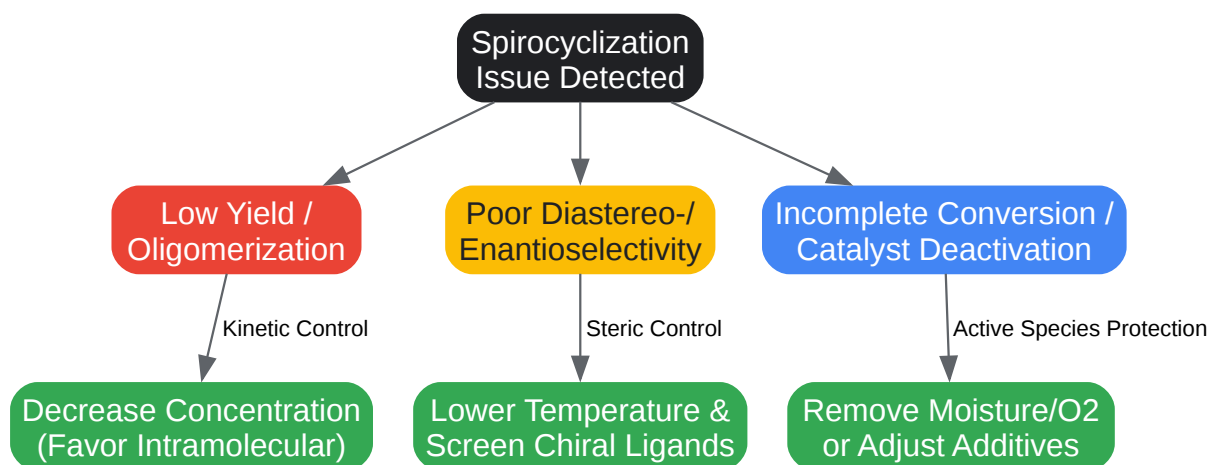 Spirocyclization
Issue Detected
Low Yield /
Oligomerization
Poor Diastereo-/
Enantioselectivity
Incomplete Conversion /
Catalyst Deactivation
Kinetic Control
Steric Control
Active Species Protection
Decrease Concentration
(Favor Intramolecular)
Lower Temperature &
Screen Chiral Ligands
Remove Moisture/O2
or Adjust Additives